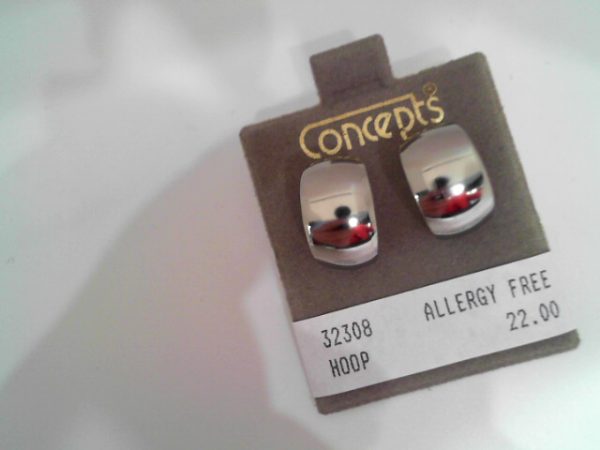 Concepts®
32308 ALLERGY FREE
HOOP 22.00